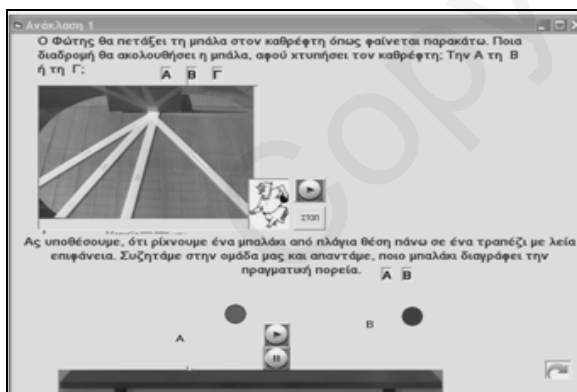 Ανάκλαση 1
Ο Φώτης θα πετάξει τη μπάλα στον καθρέφτη όπως φαίνεται παρακάτω. Ποια
διαδρομή θα ακολουθήσει η μπάλα, αφού χτυπήσει τον καθρέφτη; Την Α τη Β
ή τη Γ;
Α Β Γ
ΣΤΟΠ
Ας υποθέσουμε, ότι ρίχνουμε ένα μπαλάκι από πλάγια θέση πάνω σε ένα τραπέζι με λεία
επιφάνεια. Συζητάμε στην ομάδα μας και απαντάμε, ποιο μπαλάκι διαγράφει την
πραγματική πορεία.
Α Β
Α
Β